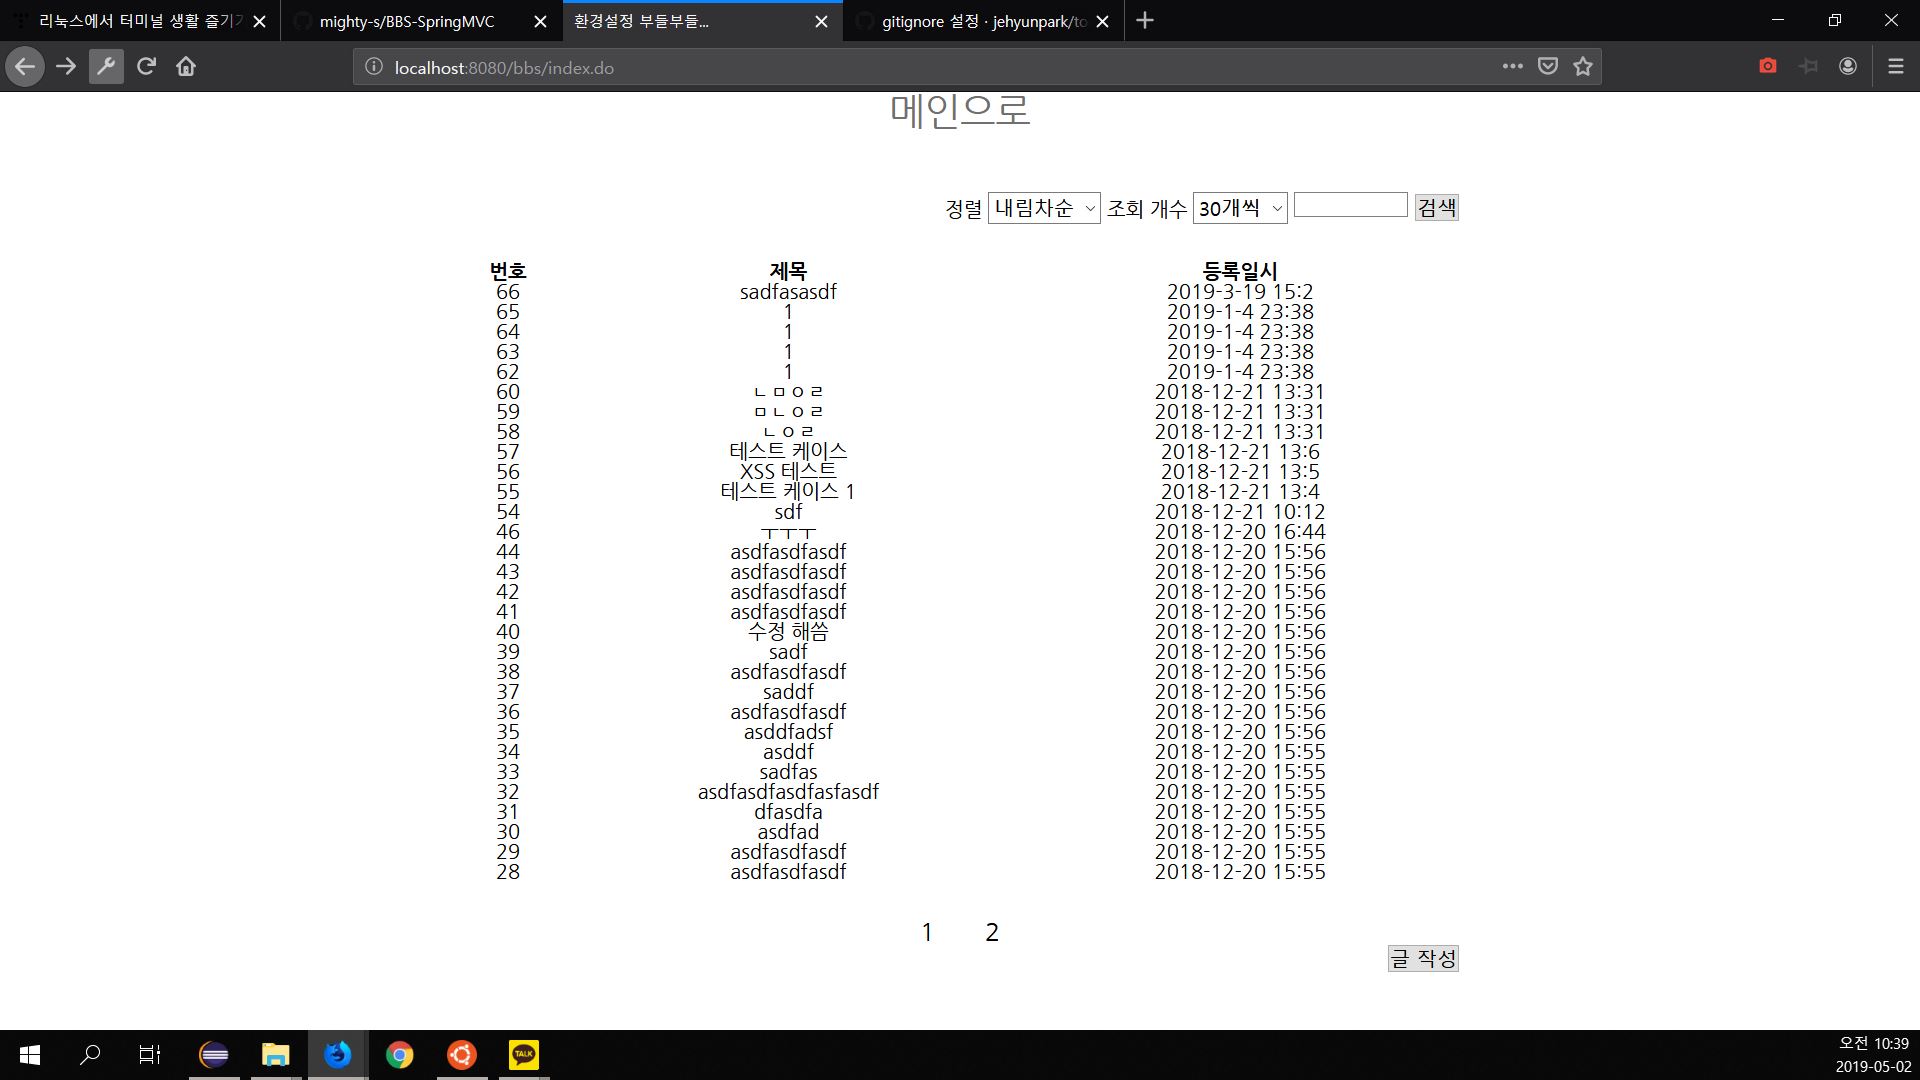 리눅스에서 터미널 생활 즐기기
mighty-s/BBS-SpringMVC
환경설정 부들부들...
gitignore 설정 · jehyunpark/to
localhost:8080/bbs/index.do
메인으로
정렬 내림차순 조회 개수 30개씩 검색
번호 제목 등록일시
66 sadfasasdf 2019-3-19 15:2
65 1 2019-1-4 23:38
64 1 2019-1-4 23:38
63 1 2019-1-4 23:38
62 1 2019-1-4 23:38
60 ㄴㅁㅇㄹ 2018-12-21 13:31
59 ㅁㄴㅇㄹ 2018-12-21 13:31
58 ㄴㅇㄹ 2018-12-21 13:31
57 테스트 케이스 2018-12-21 13:6
56 XSS 테스트 2018-12-21 13:5
55 테스트 케이스 1 2018-12-21 13:4
54 sdf 2018-12-21 10:12
46 ㅜㅜㅜ 2018-12-20 16:44
44 asdfasdfasdf 2018-12-20 15:56
43 asdfasdfasdf 2018-12-20 15:56
42 asdfasdfasdf 2018-12-20 15:56
41 asdfasdfasdf 2018-12-20 15:56
40 수정 해씀 2018-12-20 15:56
39 sadf 2018-12-20 15:56
38 asdfasdfasdf 2018-12-20 15:56
37 saddf 2018-12-20 15:56
36 asdfasdfasdf 2018-12-20 15:56
35 asddfadsf 2018-12-20 15:56
34 asddf 2018-12-20 15:55
33 sadfas 2018-12-20 15:55
32 asdfasdfasdfasfasdf 2018-12-20 15:55
31 dfasdfa 2018-12-20 15:55
30 asdfad 2018-12-20 15:55
29 asdfasdfasdf 2018-12-20 15:55
28 asdfasdfasdf 2018-12-20 15:55
1 2
글 작성
TALK
오전 10:39
2019-05-02